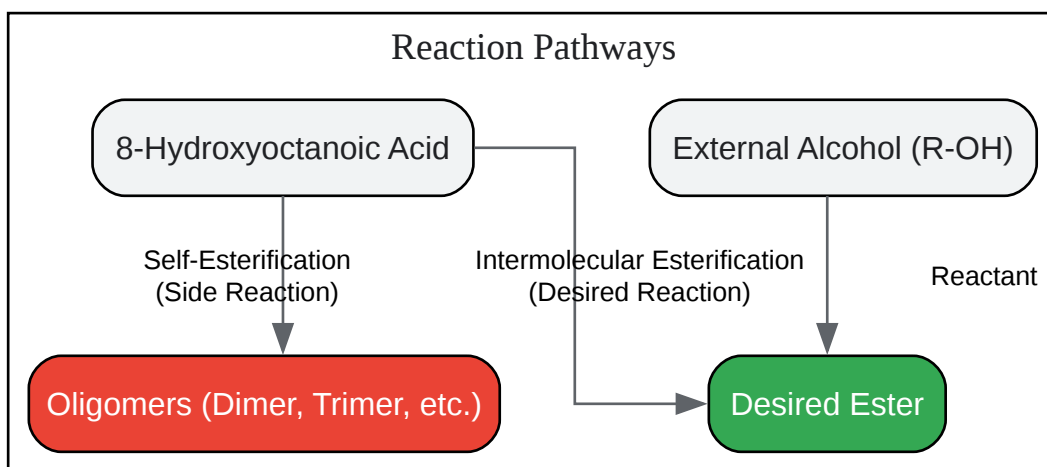 Reaction Pathways
8-Hydroxyoctanoic Acid
External Alcohol (R-OH)
Self-Esterification
(Side Reaction)
Intermolecular Esterification
(Desired Reaction)
Reactant
Oligomers (Dimer, Trimer, etc.)
Desired Ester